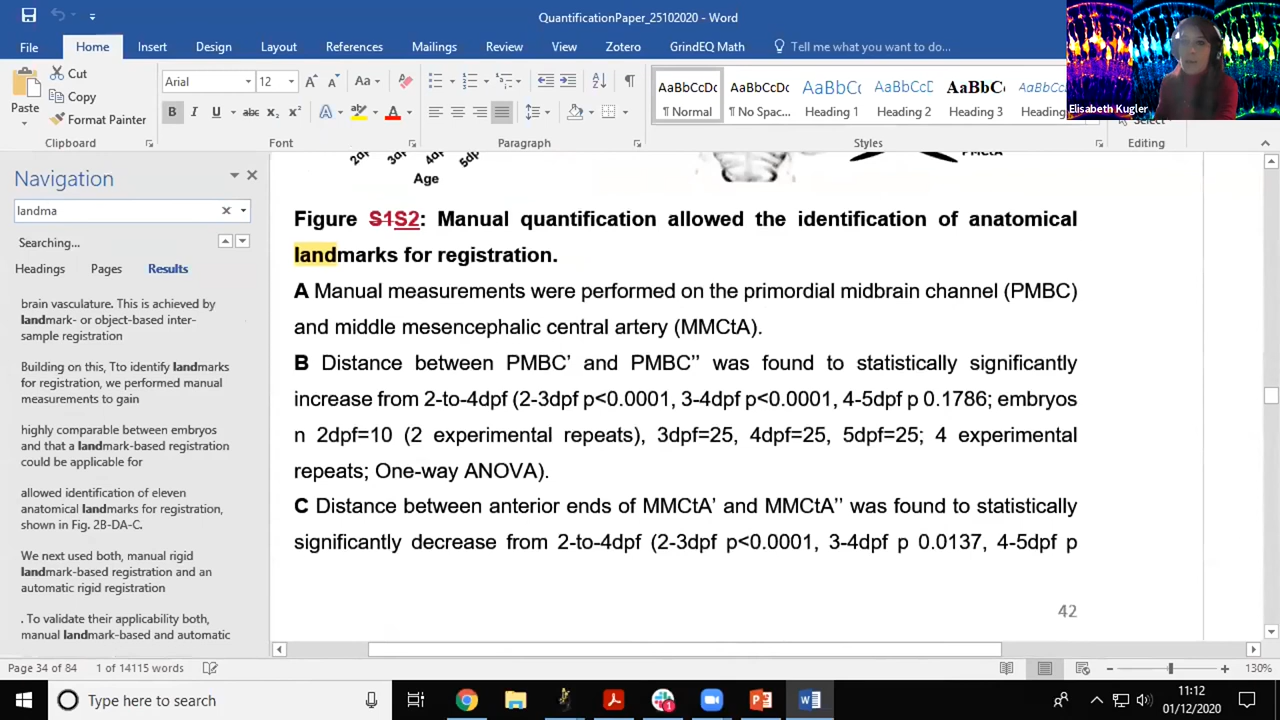 QuantificationPaper_25102020 - Word
File
Home
Insert
Design
Layout
References
Mailings
Review
View
Zotero
GrindEQ Math
Tell me what you want to do...
Elisabeth Kugler
Paste
Cut
Copy
Format Painter
Arial
12
AaBbCcDc
AaBbCcDc
AaBbC
AaBbCcD
AaBbCc
¶ Normal
¶ No Spac...
Heading 1
Heading 2
Heading 3
Heading
Select
Clipboard
Font
Paragraph
Styles
Editing
Navigation
landma
Searching...
Headings
Pages
Results
brain vasculature. This is achieved by
landmark- or object-based inter-
sample registration
Building on this, Tto identify landmarks
for registration, we performed manual
measurements to gain
highly comparable between embryos
and that a landmark-based registration
could be applicable for
allowed identification of eleven
anatomical landmarks for registration,
shown in Fig. 2B-DA-C.
We next used both, manual rigid
landmark-based registration and an
automatic rigid registration
. To validate their applicability both,
manual landmark-based and automatic
2dpf
3dpf
4dpf
5dpf
Age
PMCtA
Figure S1S2: Manual quantification allowed the identification of anatomical
landmarks for registration.
A Manual measurements were performed on the primordial midbrain channel (PMBC)
and middle mesencephalic central artery (MMCtA).
B Distance between PMBC’ and PMBC’’ was found to statistically significantly
increase from 2-to-4dpf (2-3dpf p<0.0001, 3-4dpf p<0.0001, 4-5dpf p 0.1786; embryos
n 2dpf=10 (2 experimental repeats), 3dpf=25, 4dpf=25, 5dpf=25; 4 experimental
repeats; One-way ANOVA).
C Distance between anterior ends of MMCtA’ and MMCtA’’ was found to statistically
significantly decrease from 2-to-4dpf (2-3dpf p<0.0001, 3-4dpf p 0.0137, 4-5dpf p
42
Page 34 of 84
1 of 14115 words
130%
Type here to search
11:12
01/12/2020